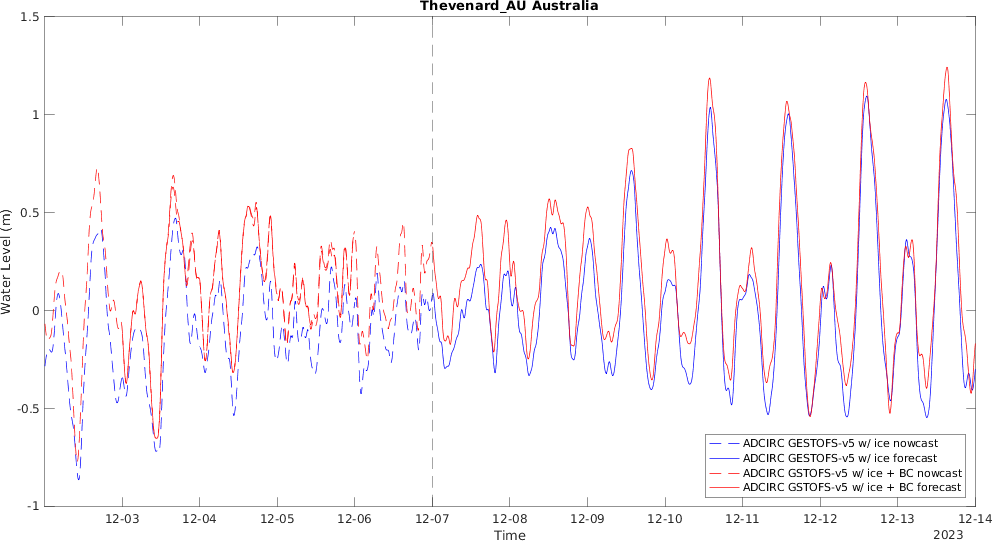 Thevenard_AU Australia
1.5
1
0.5
0
-0.5
-1
Water Level (m)
ADCIRC GESTOFS-v5 w/ ice nowcast
ADCIRC GESTOFS-v5 w/ ice forecast
ADCIRC GSTOFS-v5 w/ ice + BC nowcast
ADCIRC GSTOFS-v5 w/ ice + BC forecast
12-03 12-04 12-05 12-06 12-07 12-08 12-09 12-10 12-11 12-12 12-13 12-14
Time
2023